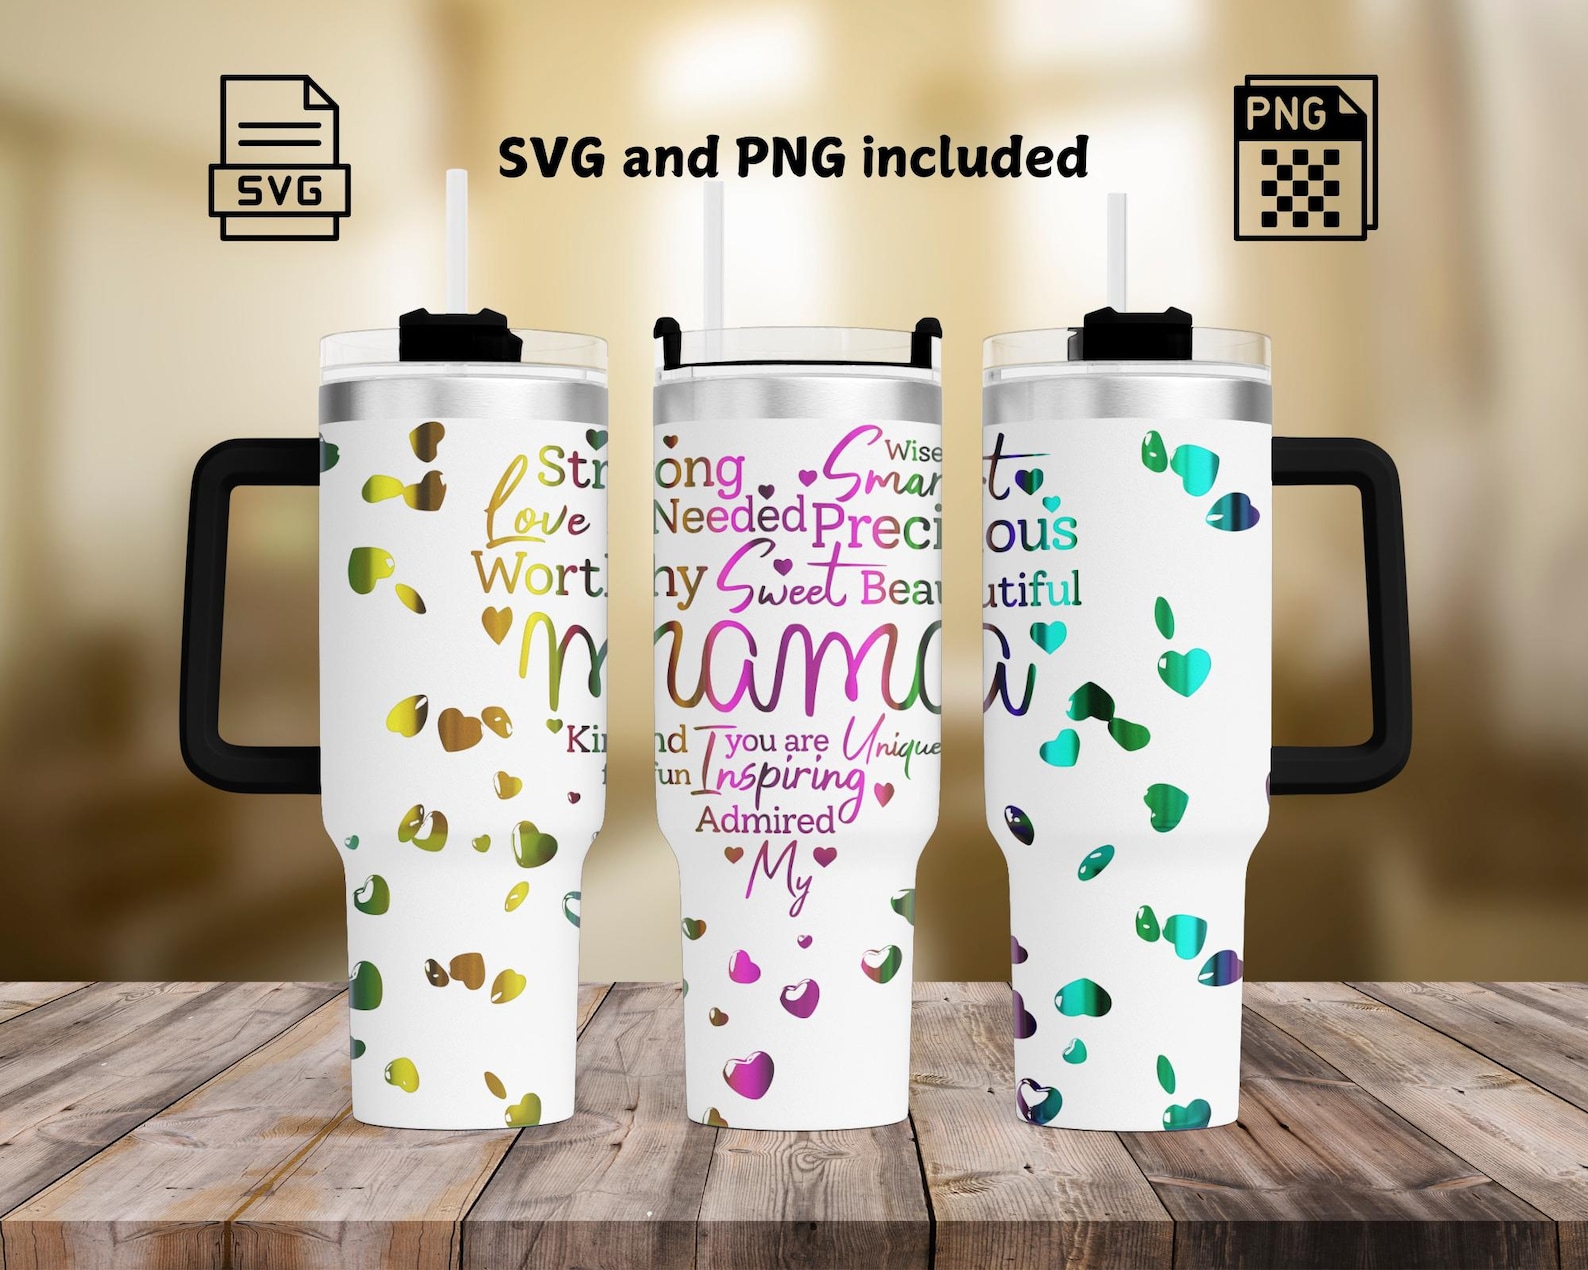 SVG
SVG and PNG included
PNG
Strong Smart Wise
Love Needed Precious
Worthy Sweet Beautiful
mama
Kind you are Unique
fun Inspiring
Admired
My